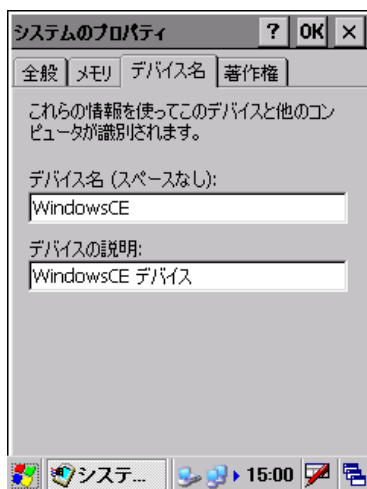 システムのプロパティ ? OK ×
全般 メモリ デバイス名 著作権
これらの情報を使ってこのデバイスと他のコン
ピュータが識別されます。
デバイス名 (スペースなし):
WindowsCE
デバイスの説明:
WindowsCE デバイス
システ... 15:00